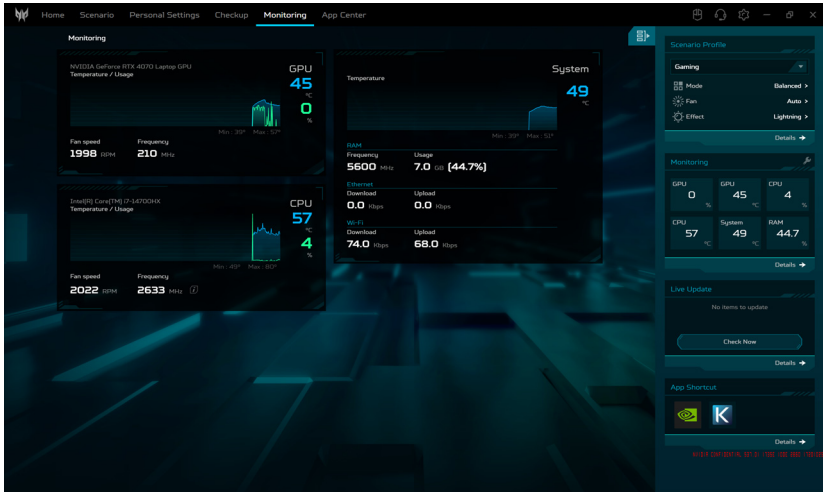 Home Scenario Personal Settings Checkup Monitoring App Center
Monitoring
NVIDIA GeForce RTX 4070 Laptop GPU
Temperature / Usage
GPU
45
°C
0
%
Min : 39° Max : 57°
Fan speed Frequency
1998 RPM 210 MHz
Intel(R) Core(TM) i7-14700HX
Temperature / Usage
CPU
57
°C
4
%
Min : 49° Max : 80°
Fan speed Frequency
2022 RPM 2633 MHz
System
Temperature
49
°C
Min : 39° Max : 51°
RAM
Frequency Usage
5600 MHz 7.0 GB (44.7%)
Ethernet
Download Upload
0.0 Kbps 0.0 Kbps
Wi-Fi
Download Upload
74.0 Kbps 68.0 Kbps
Scenario Profile
Gaming
Mode Balanced >
Fan Auto >
Effect Lightning >
Details →
Monitoring
GPU GPU CPU
0 % 45 °C 4 %
CPU System RAM
57 °C 49 °C 44.7 %
Details →
Live Update
No items to update
Check Now
Details →
App Shortcut
K
Details →